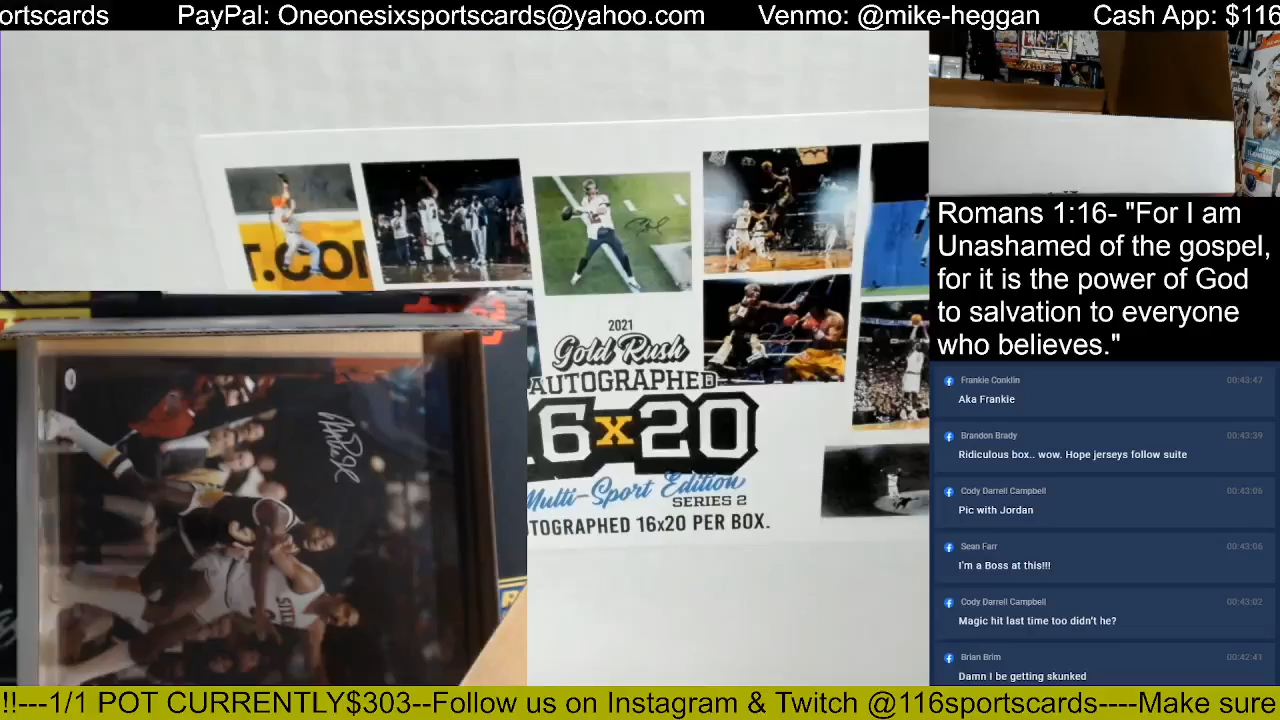 ortscards PayPal: Oneonesixsportscards@yahoo.com Venmo: @mike-heggan Cash App: $116
T.CO
2021
Gold Rush
AUTOGRAPHED
16x20
Multi-Sport Edition
SERIES 2
TOGRAPHED 16x20 PER BOX.
Romans 1:16- "For I am
Unashamed of the gospel,
for it is the power of God
to salvation to everyone
who believes."
Frankie Conklin 00:43:47
Aka Frankie
Brandon Brady 00:43:39
Ridiculous box.. wow. Hope jerseys follow suite
Cody Darrell Campbell 00:43:06
Pic with Jordan
Sean Farr 00:43:06
I'm a Boss at this!!!
Cody Darrell Campbell 00:43:02
Magic hit last time too didn't he?
Brian Brim 00:42:41
Damn I be getting skunked
!!---1/1 POT CURRENTLY$303--Follow us on Instagram & Twitch @116sportscards----Make sure